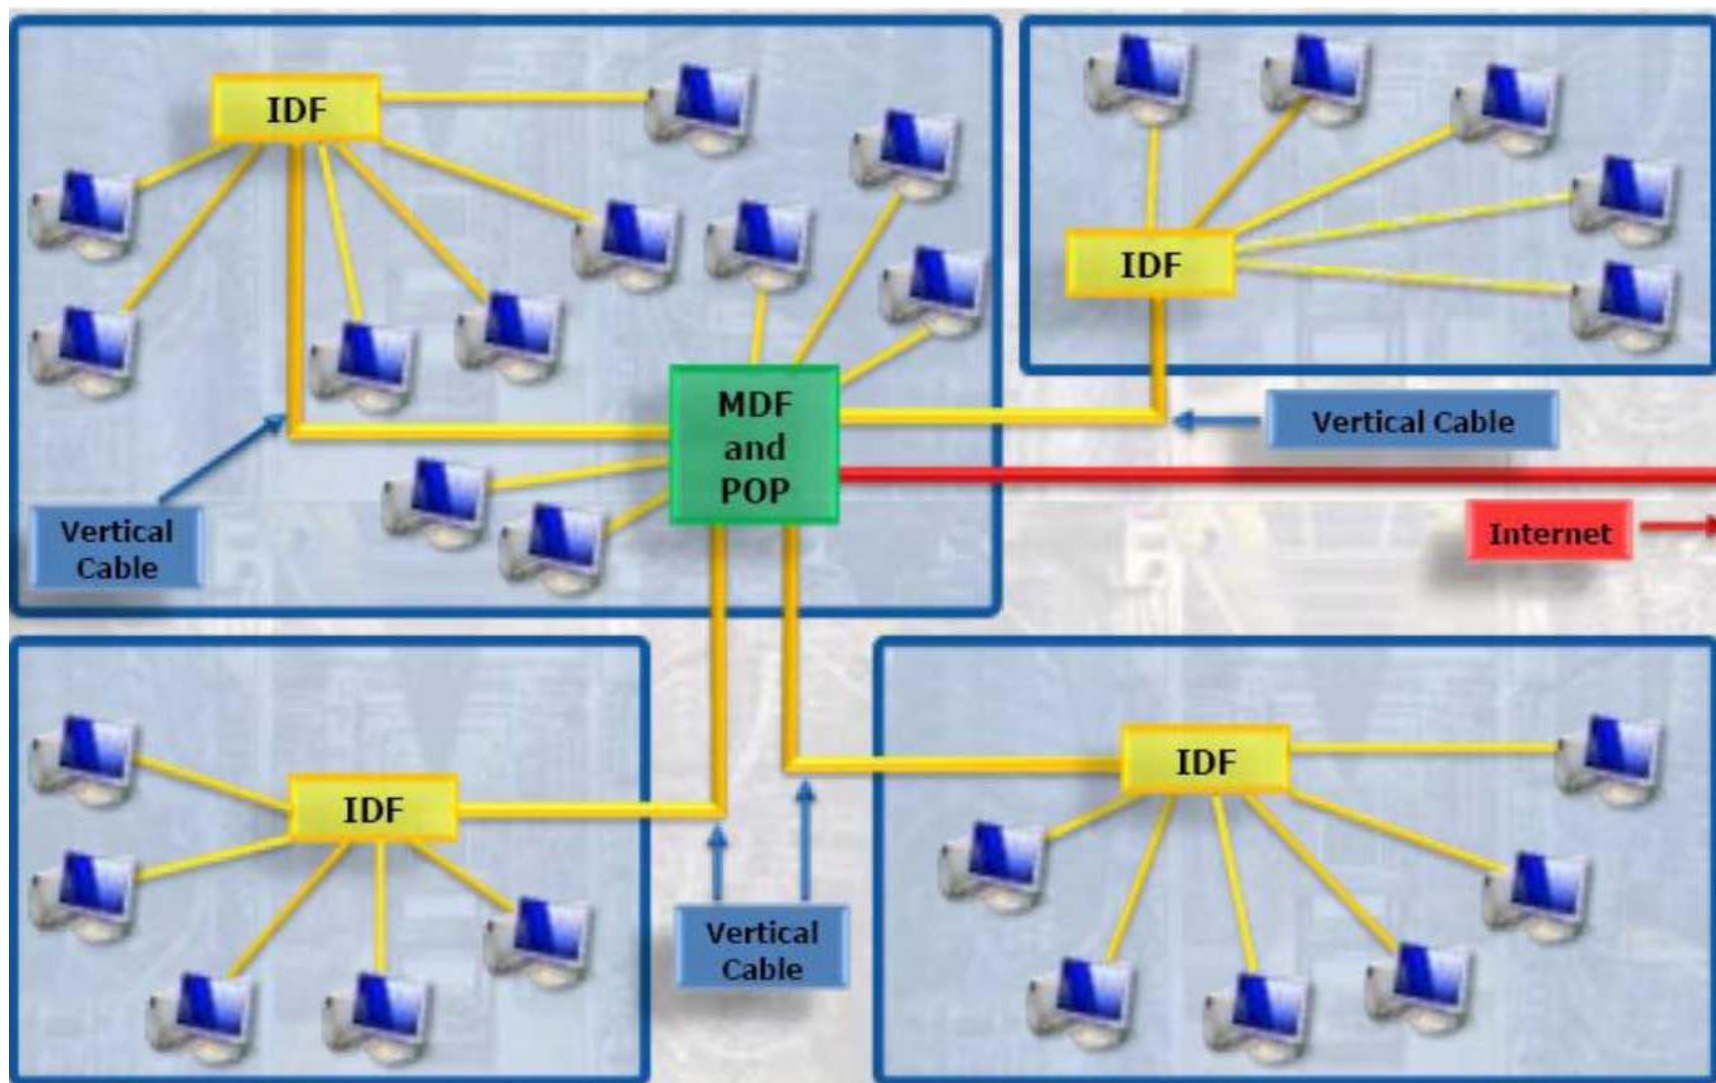 IDF
IDF
MDF
and
POP
Vertical Cable
Vertical
Cable
Internet
IDF
IDF
Vertical
Cable